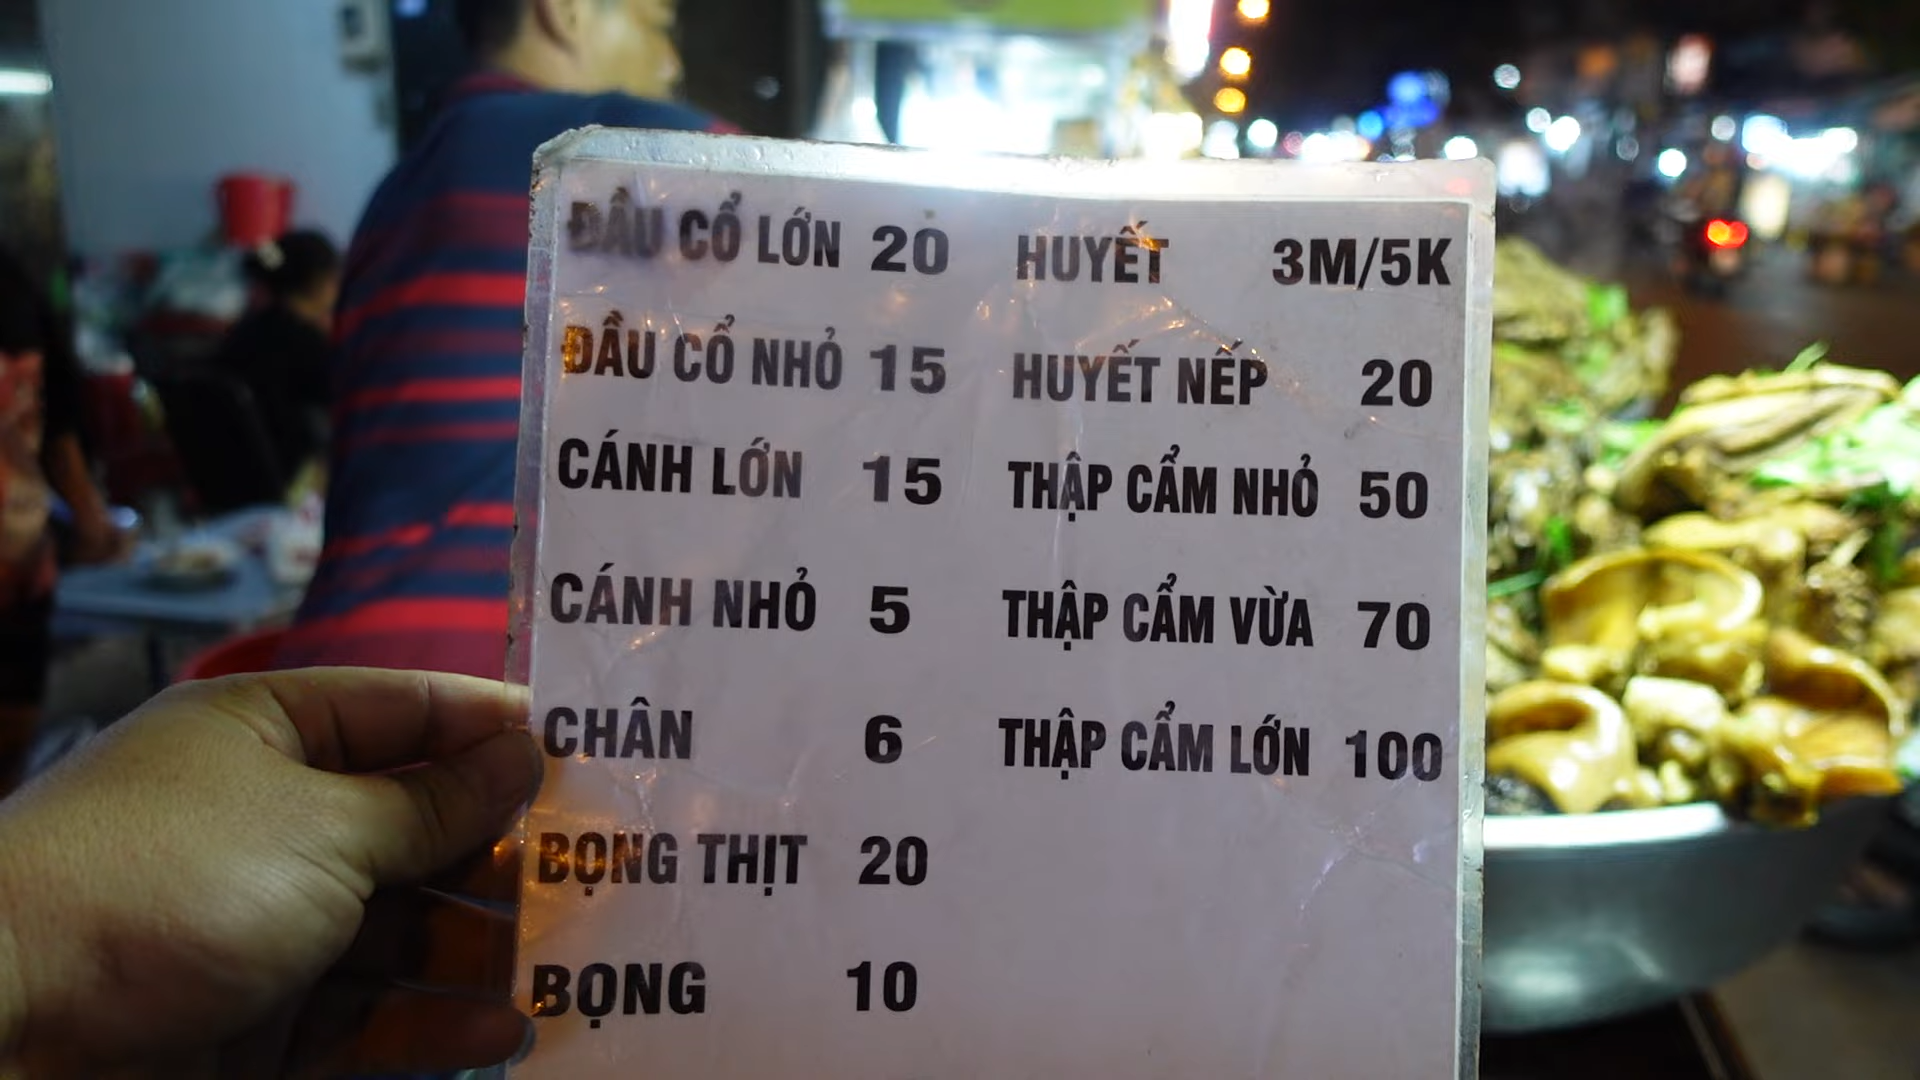 ĐẦU CỔ LỚN 20
ĐẦU CỔ NHỎ 15
CÁNH LỚN 15
CÁNH NHỎ 5
CHÂN 6
BỌNG THỊT 20
BỌNG 10
HUYẾT 3M/5K
HUYẾT NẾP 20
THẬP CẨM NHỎ 50
THẬP CẨM VỪA 70
THẬP CẨM LỚN 100